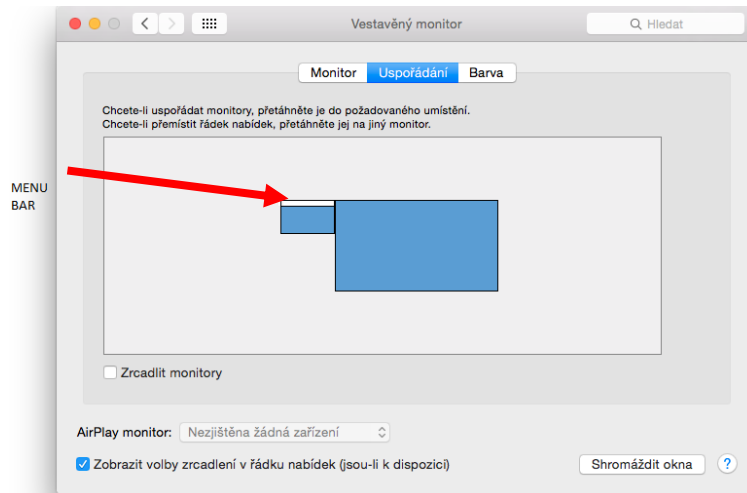 Vestavěný monitor
Hledat
Monitor Uspořádání Barva
Chcete-li uspořádat monitory, přetáhněte je do požadovaného umístění.
Chcete-li přemístit řádek nabídek, přetáhněte jej na jiný monitor.
MENU
BAR
Zrcadlit monitory
AirPlay monitor: Nezjištěna žádná zařízení
Zobrazit volby zrcadlení v řádku nabídek (jsou-li k dispozici)
Shromáždit okna ?